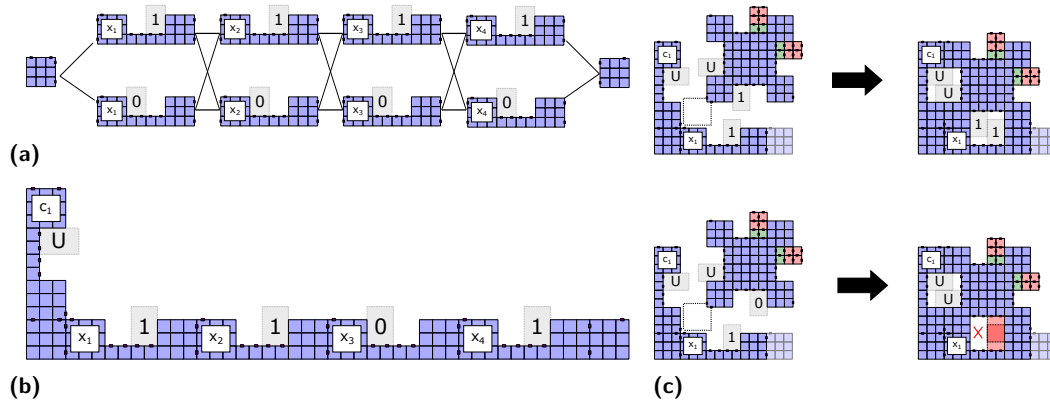 1 1 1 1
x₁ x₂ x₃ x₄
0 0 0 0
x₁ x₂ x₃ x₄
(a)
c₁
U
1 1 0 1
x₁ x₂ x₃ x₄
(b)
c₁
U U
1
1
x₁
c₁
U
U
1
1
x₁
c₁
U
U
0
1
x₁
c₁
U
U
X
x₁
(c)